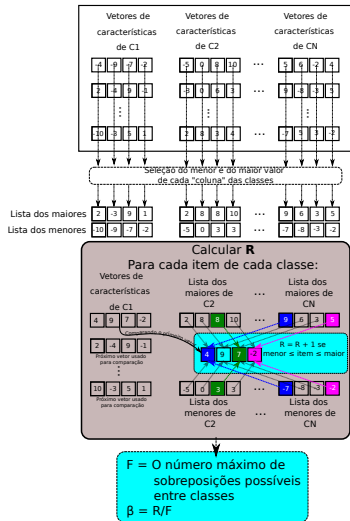 Vetores de Vetores de Vetores de
características características características
de C1 de C2 de CN
-4 -9 -7 -2 -5 0 8 10 ... 5 6 -2 4
2 -4 9 -1 -3 0 6 3 ... 9 -8 -3 5
-10 -3 5 1 2 8 3 4 ... -7 5 3 -2
Seleção do menor e do maior valor
de cada "coluna" das classes
Lista dos maiores 2 -3 9 1 2 8 8 10 ... 9 6 3 5
Lista dos menores -10 -9 -7 -2 -5 0 3 3 ... -7 -8 -3 -2
Calcular R
Para cada item de cada classe:
Vetores de Lista dos ... Lista dos
características maiores de maiores de
de C1 C2 CN
4 9 7 -2 2 8 8 10 ... 9 6 3 5
Comparando o primeiro vetor
2 -4 9 -1 4 9 7 -2 R = R + 1 se
menor ≤ item ≤ maior
Próximo vetor usado
para comparação
10 -3 5 1 -5 0 3 3 ... -7 -8 -3 -2
Próximo vetor usado
para comparação
Lista dos ... Lista dos
menores de menores de
C2 CN
F = O número máximo de
sobreposições possíveis
entre classes
β = R/F